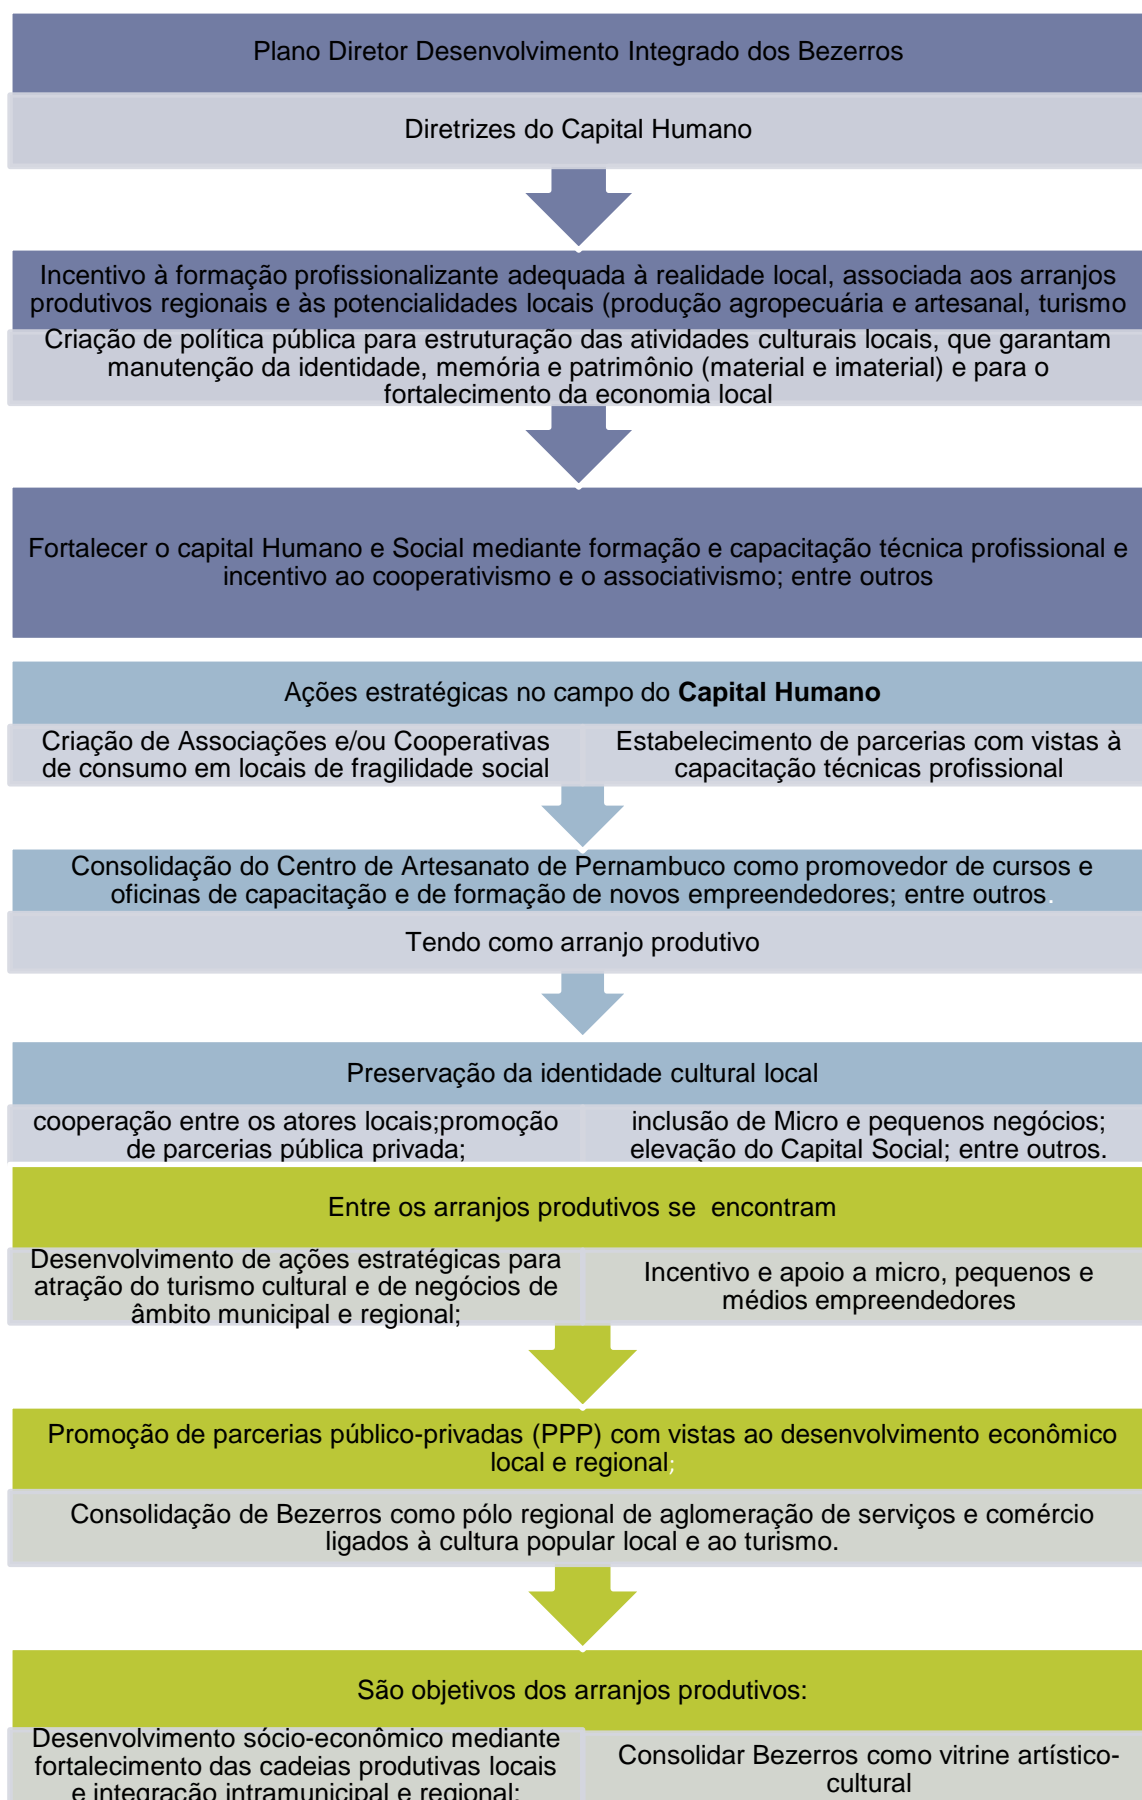 Plano Diretor Desenvolvimento Integrado dos Bezerros
Diretrizes do Capital Humano
Incentivo à formação profissionalizante adequada à realidade local, associada aos arranjos
produtivos regionais e às potencialidades locais (produção agropecuária e artesanal, turismo
Criação de política pública para estruturação das atividades culturais locais, que garantam
manutenção da identidade, memória e patrimônio (material e imaterial) e para o
fortalecimento da economia local
Fortalecer o capital Humano e Social mediante formação e capacitação técnica profissional e
incentivo ao cooperativismo e o associativismo; entre outros
Ações estratégicas no campo do Capital Humano
Criação de Associações e/ou Cooperativas
de consumo em locais de fragilidade social
Estabelecimento de parcerias com vistas à
capacitação técnicas profissional
Consolidação do Centro de Artesanato de Pernambuco como promovedor de cursos e
oficinas de capacitação e de formação de novos empreendedores; entre outros.
Tendo como arranjo produtivo
Preservação da identidade cultural local
cooperação entre os atores locais;promoção
de parcerias pública privada;
inclusão de Micro e pequenos negócios;
elevação do Capital Social; entre outros.
Entre os arranjos produtivos se encontram
Desenvolvimento de ações estratégicas para
atração do turismo cultural e de negócios de
âmbito municipal e regional;
Incentivo e apoio a micro, pequenos e
médios empreendedores
Promoção de parcerias público-privadas (PPP) com vistas ao desenvolvimento econômico
local e regional;
Consolidação de Bezerros como pólo regional de aglomeração de serviços e comércio
ligados à cultura popular local e ao turismo.
São objetivos dos arranjos produtivos:
Desenvolvimento sócio-econômico mediante
fortalecimento das cadeias produtivas locais
e integração intramunicipal e regional;
Consolidar Bezerros como vitrine artístico-
cultural